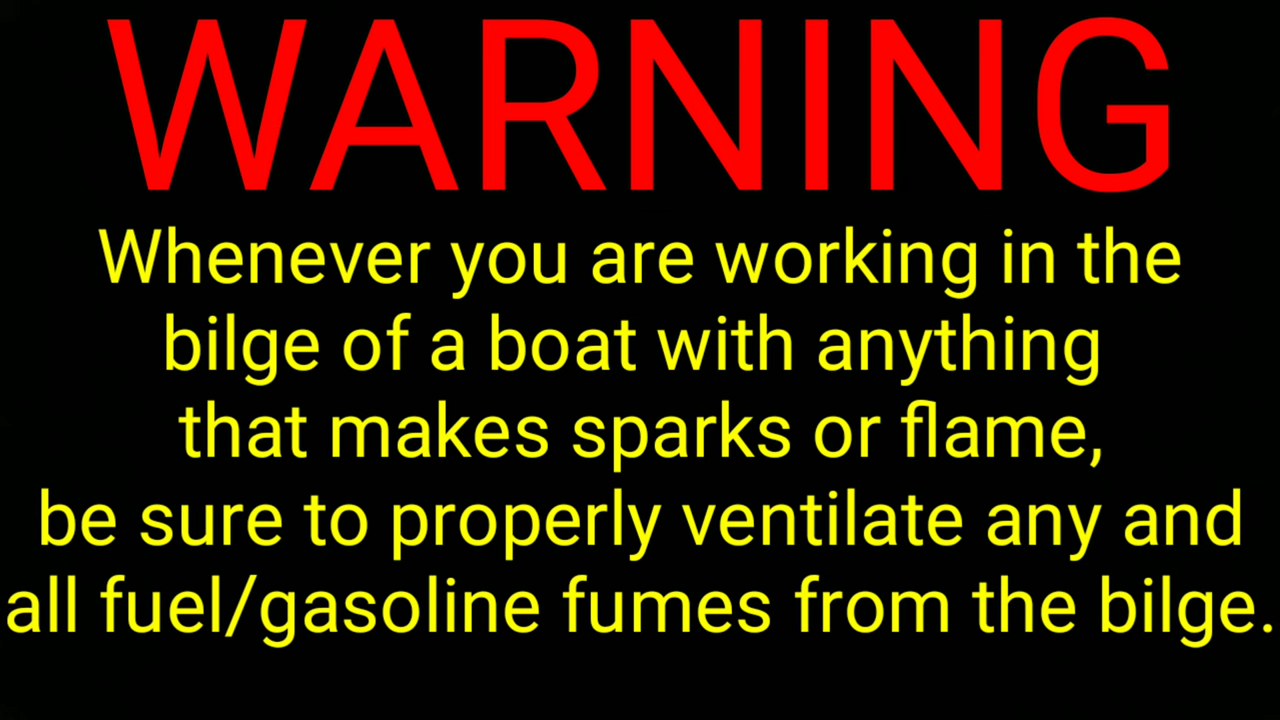 WARNING
Whenever you are working in the
bilge of a boat with anything
that makes sparks or flame,
be sure to properly ventilate any and
all fuel/gasoline fumes from the bilge.